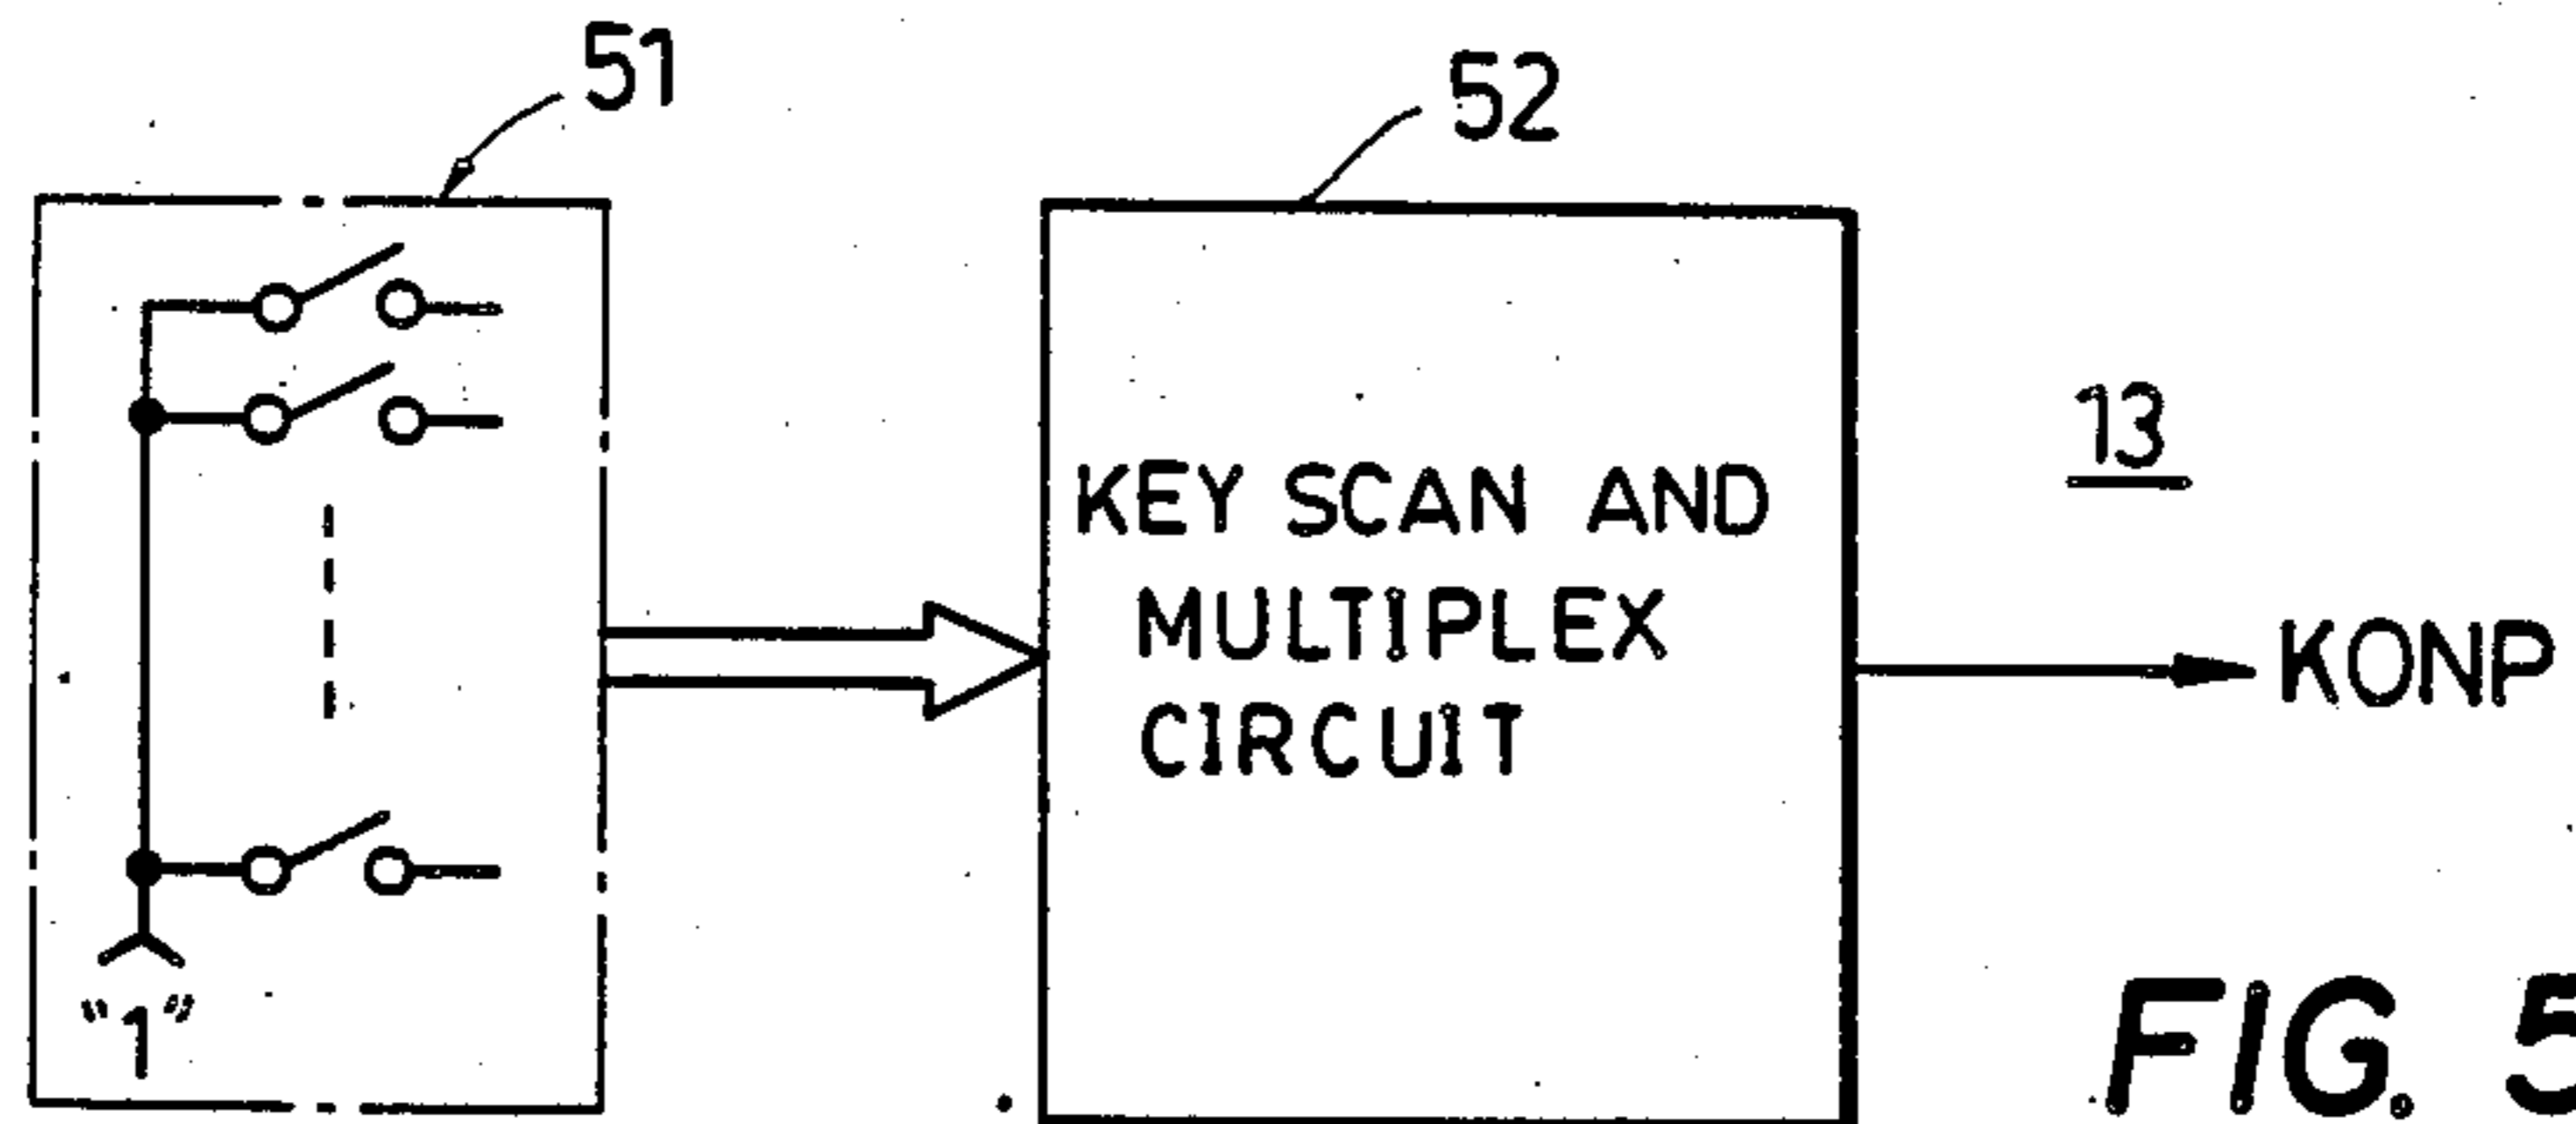 51
52
KEY SCAN AND
MULTIPLEX
CIRCUIT
13
KONP
"1"
FIG. 5